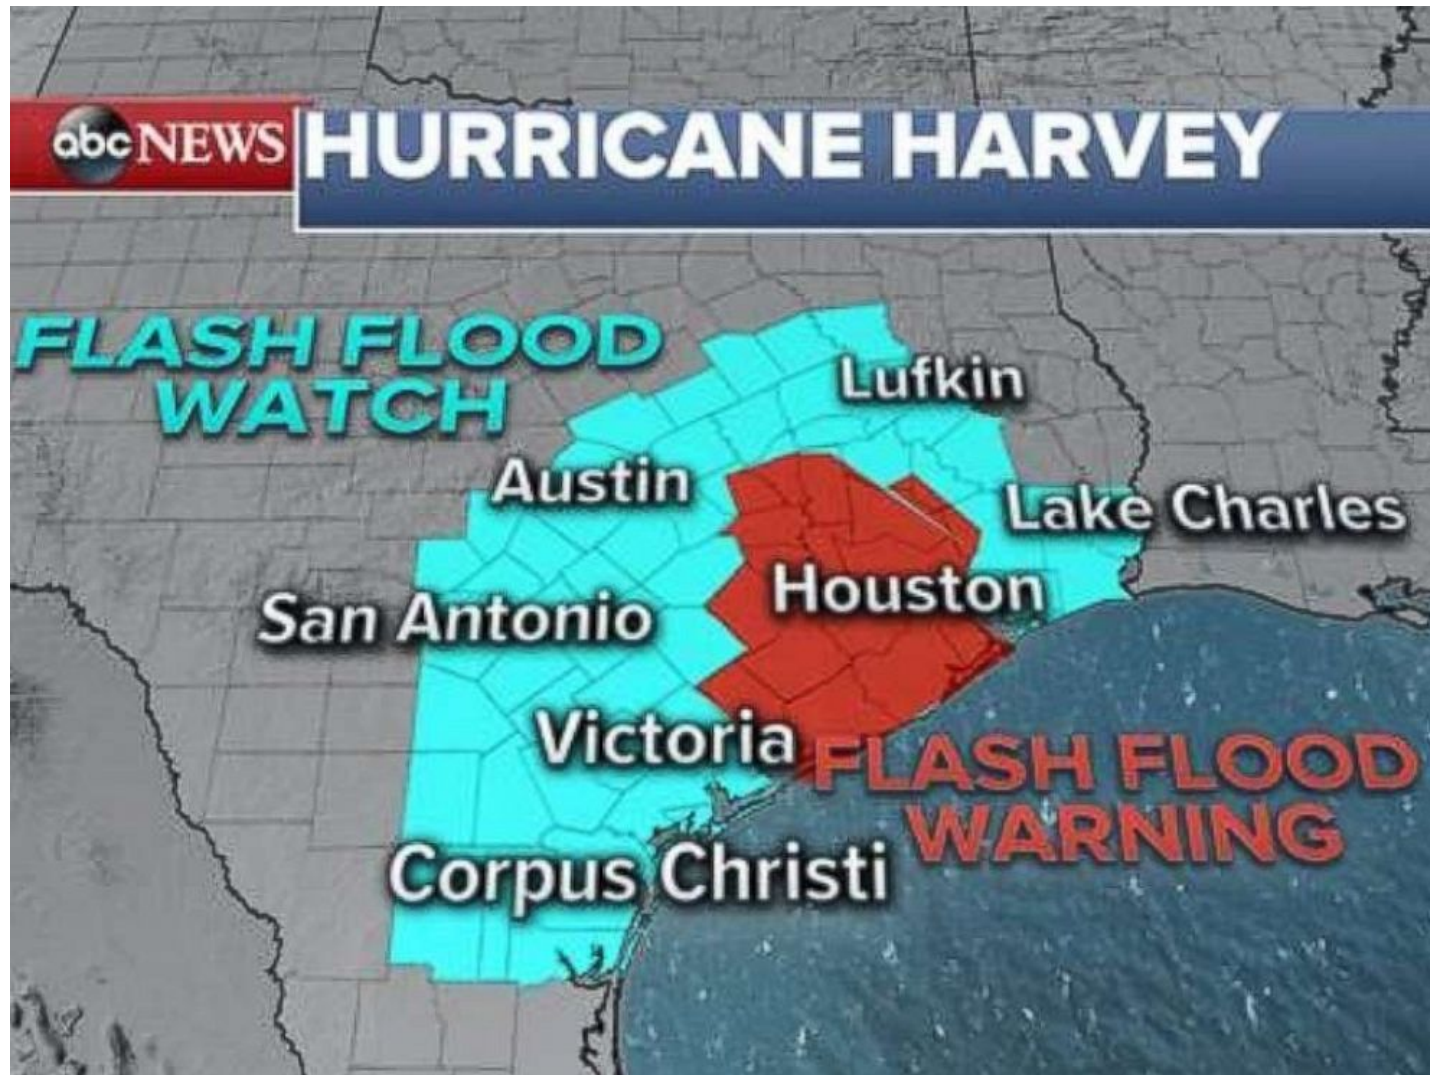 abc NEWS
HURRICANE HARVEY
FLASH FLOOD
WATCH
Lufkin
Austin
Lake Charles
Houston
San Antonio
Victoria
FLASH FLOOD
WARNING
Corpus Christi